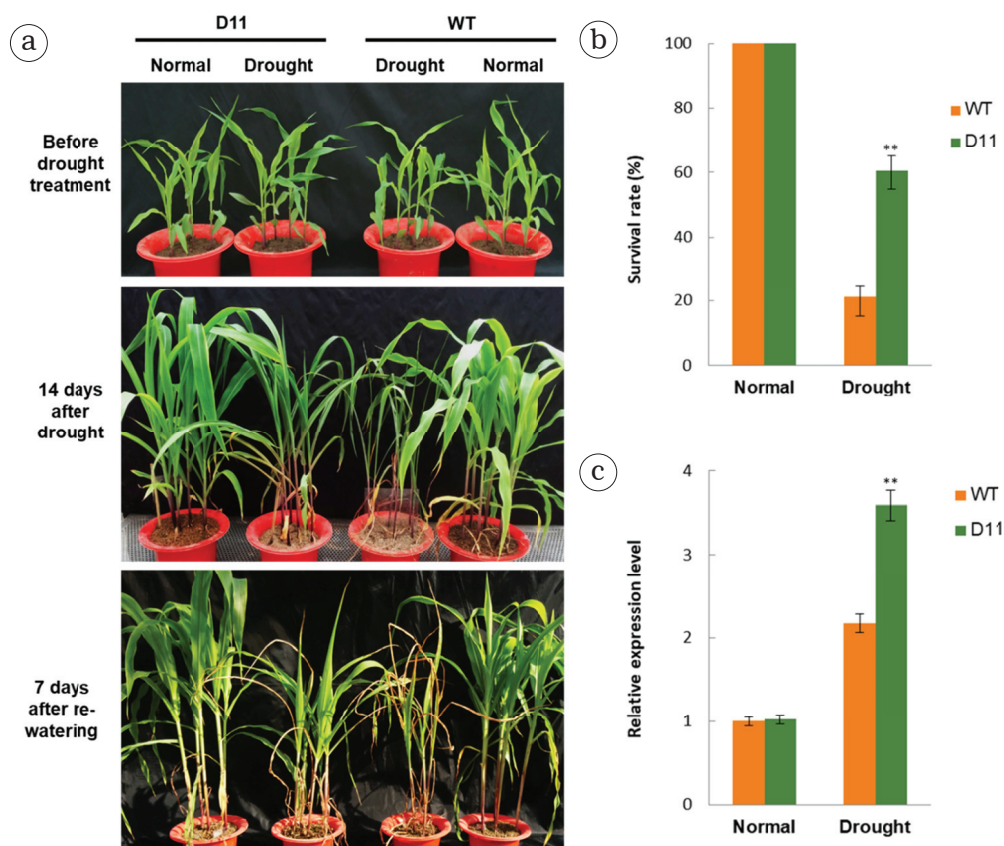 a
D11
WT
Normal
Drought
Drought
Normal
Before
drought
treatment
14 days
after
drought
7 days
after re-
watering
b
Survival rate (%)
100
80
60
40
20
0
**
Normal
Drought
WT
D11
c
Relative expression level
4
3
2
1
0
**
Normal
Drought
WT
D11